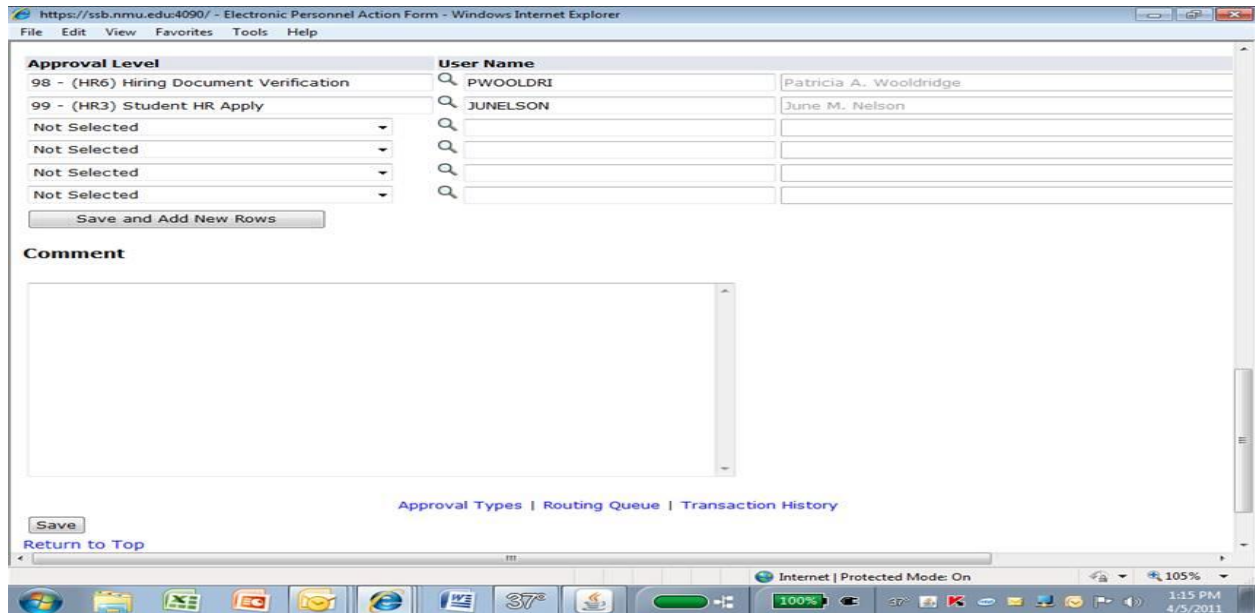 https://ssb.nmu.edu:4090/ - Electronic Personnel Action Form - Windows Internet Explorer
File Edit View Favorites Tools Help
Approval Level User Name
98 - (HR6) Hiring Document Verification PWOOLDRI Patricia A. Wooldridge
99 - (HR3) Student HR Apply JUNELSON June M. Nelson
Not Selected
Not Selected
Not Selected
Not Selected
Save and Add New Rows
Comment
Approval Types | Routing Queue | Transaction History
Save
Return to Top
Internet | Protected Mode: On 105%
37° 100% 37° 1:15 PM
4/5/2011